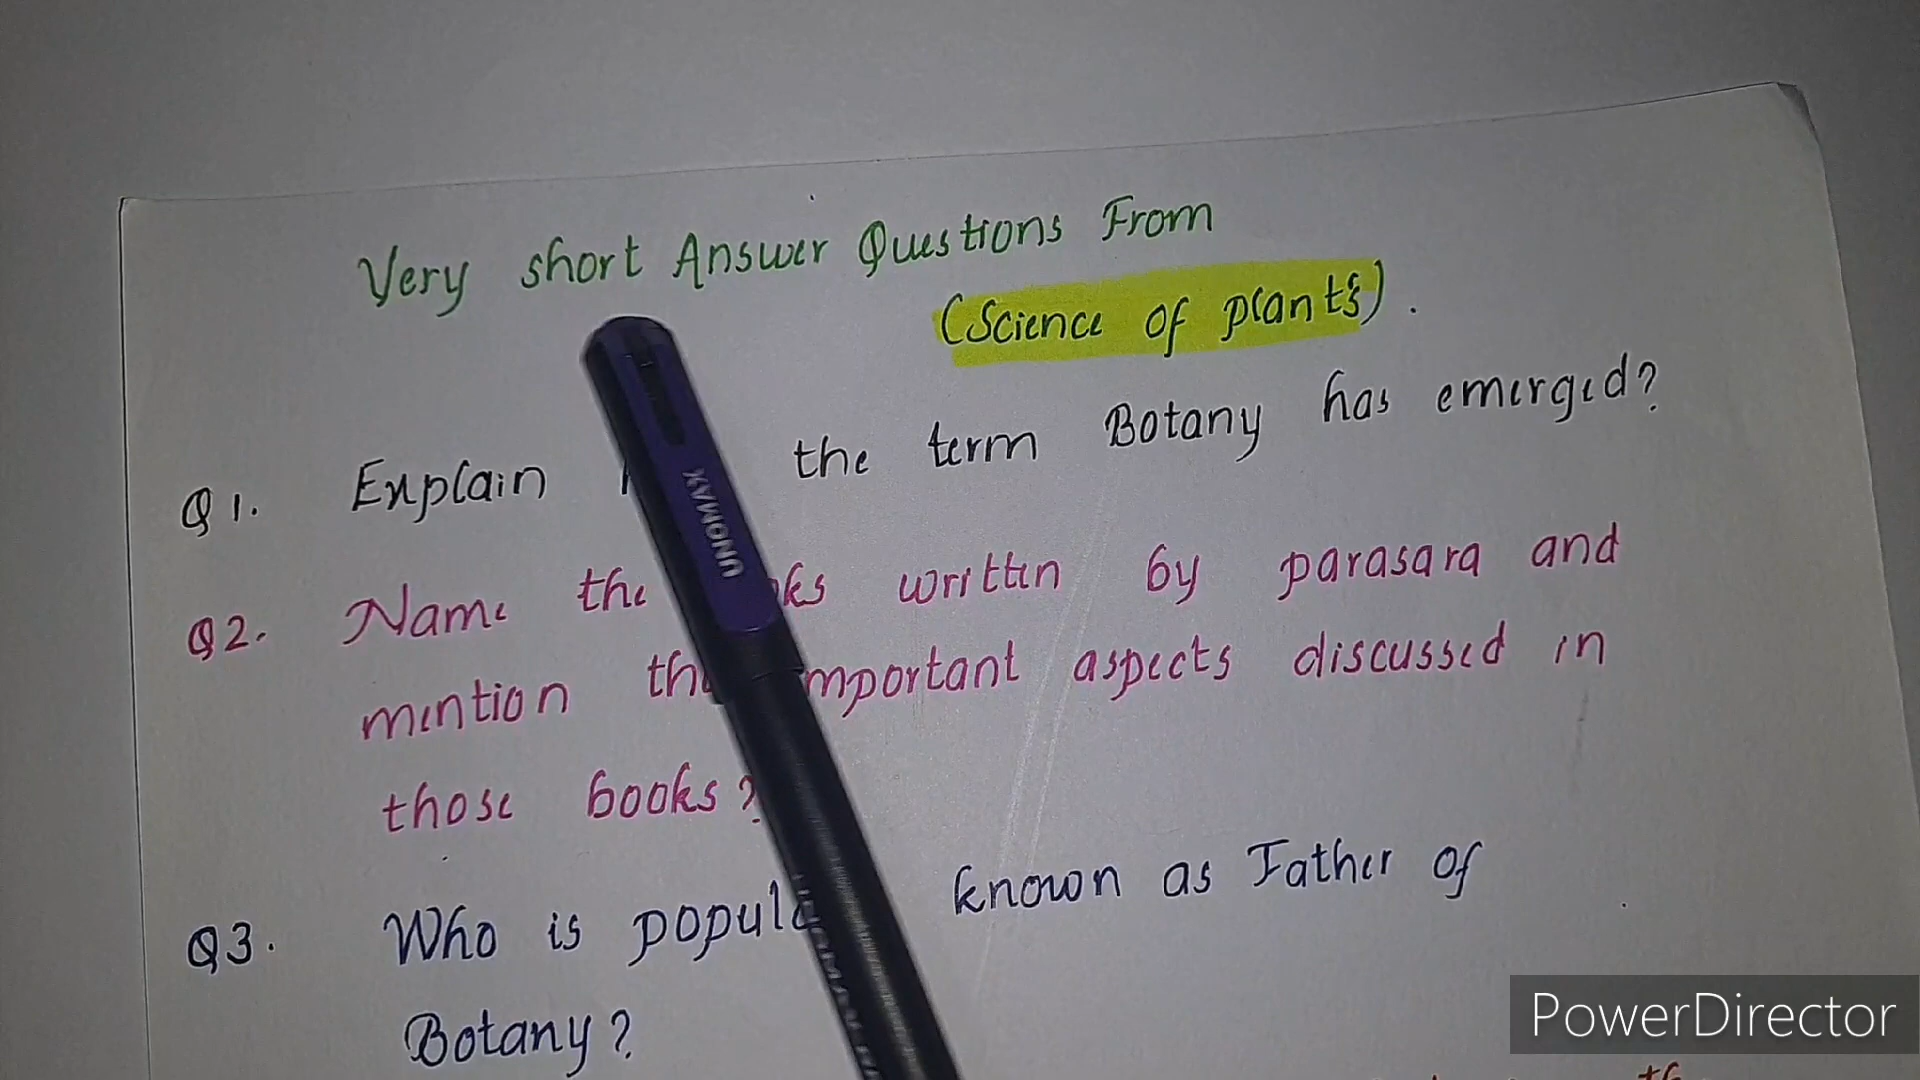 Very short Answer Questions From
(Science of plants).
Q1. Explain the term Botany has emerged?
Q2. Name the written by parasara and
mention important aspects discussed in
those books?
Q3. Who is known as Father of
Botany?
UNOMAX
PowerDirector